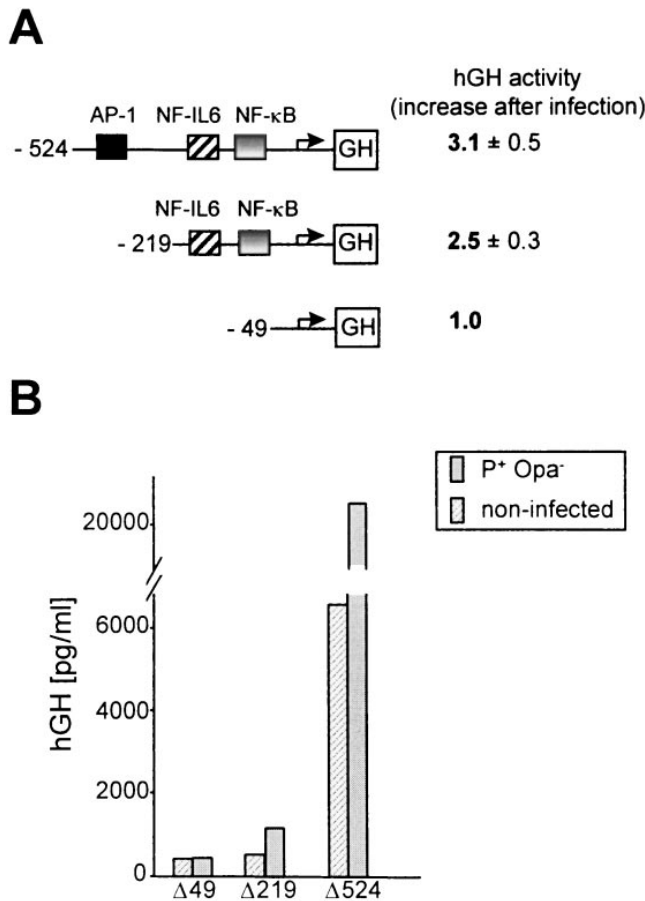 A
hGH activity
(increase after infection)
AP-1 NF-IL6 NF-κB
- 524 GH 3.1 ± 0.5
NF-IL6 NF-κB
- 219 GH 2.5 ± 0.3
- 49 GH 1.0
B
P⁺ Opa⁻
non-infected
20000
6000
4000
2000
0
hGH [pg/ml]
Δ49 Δ219 Δ524